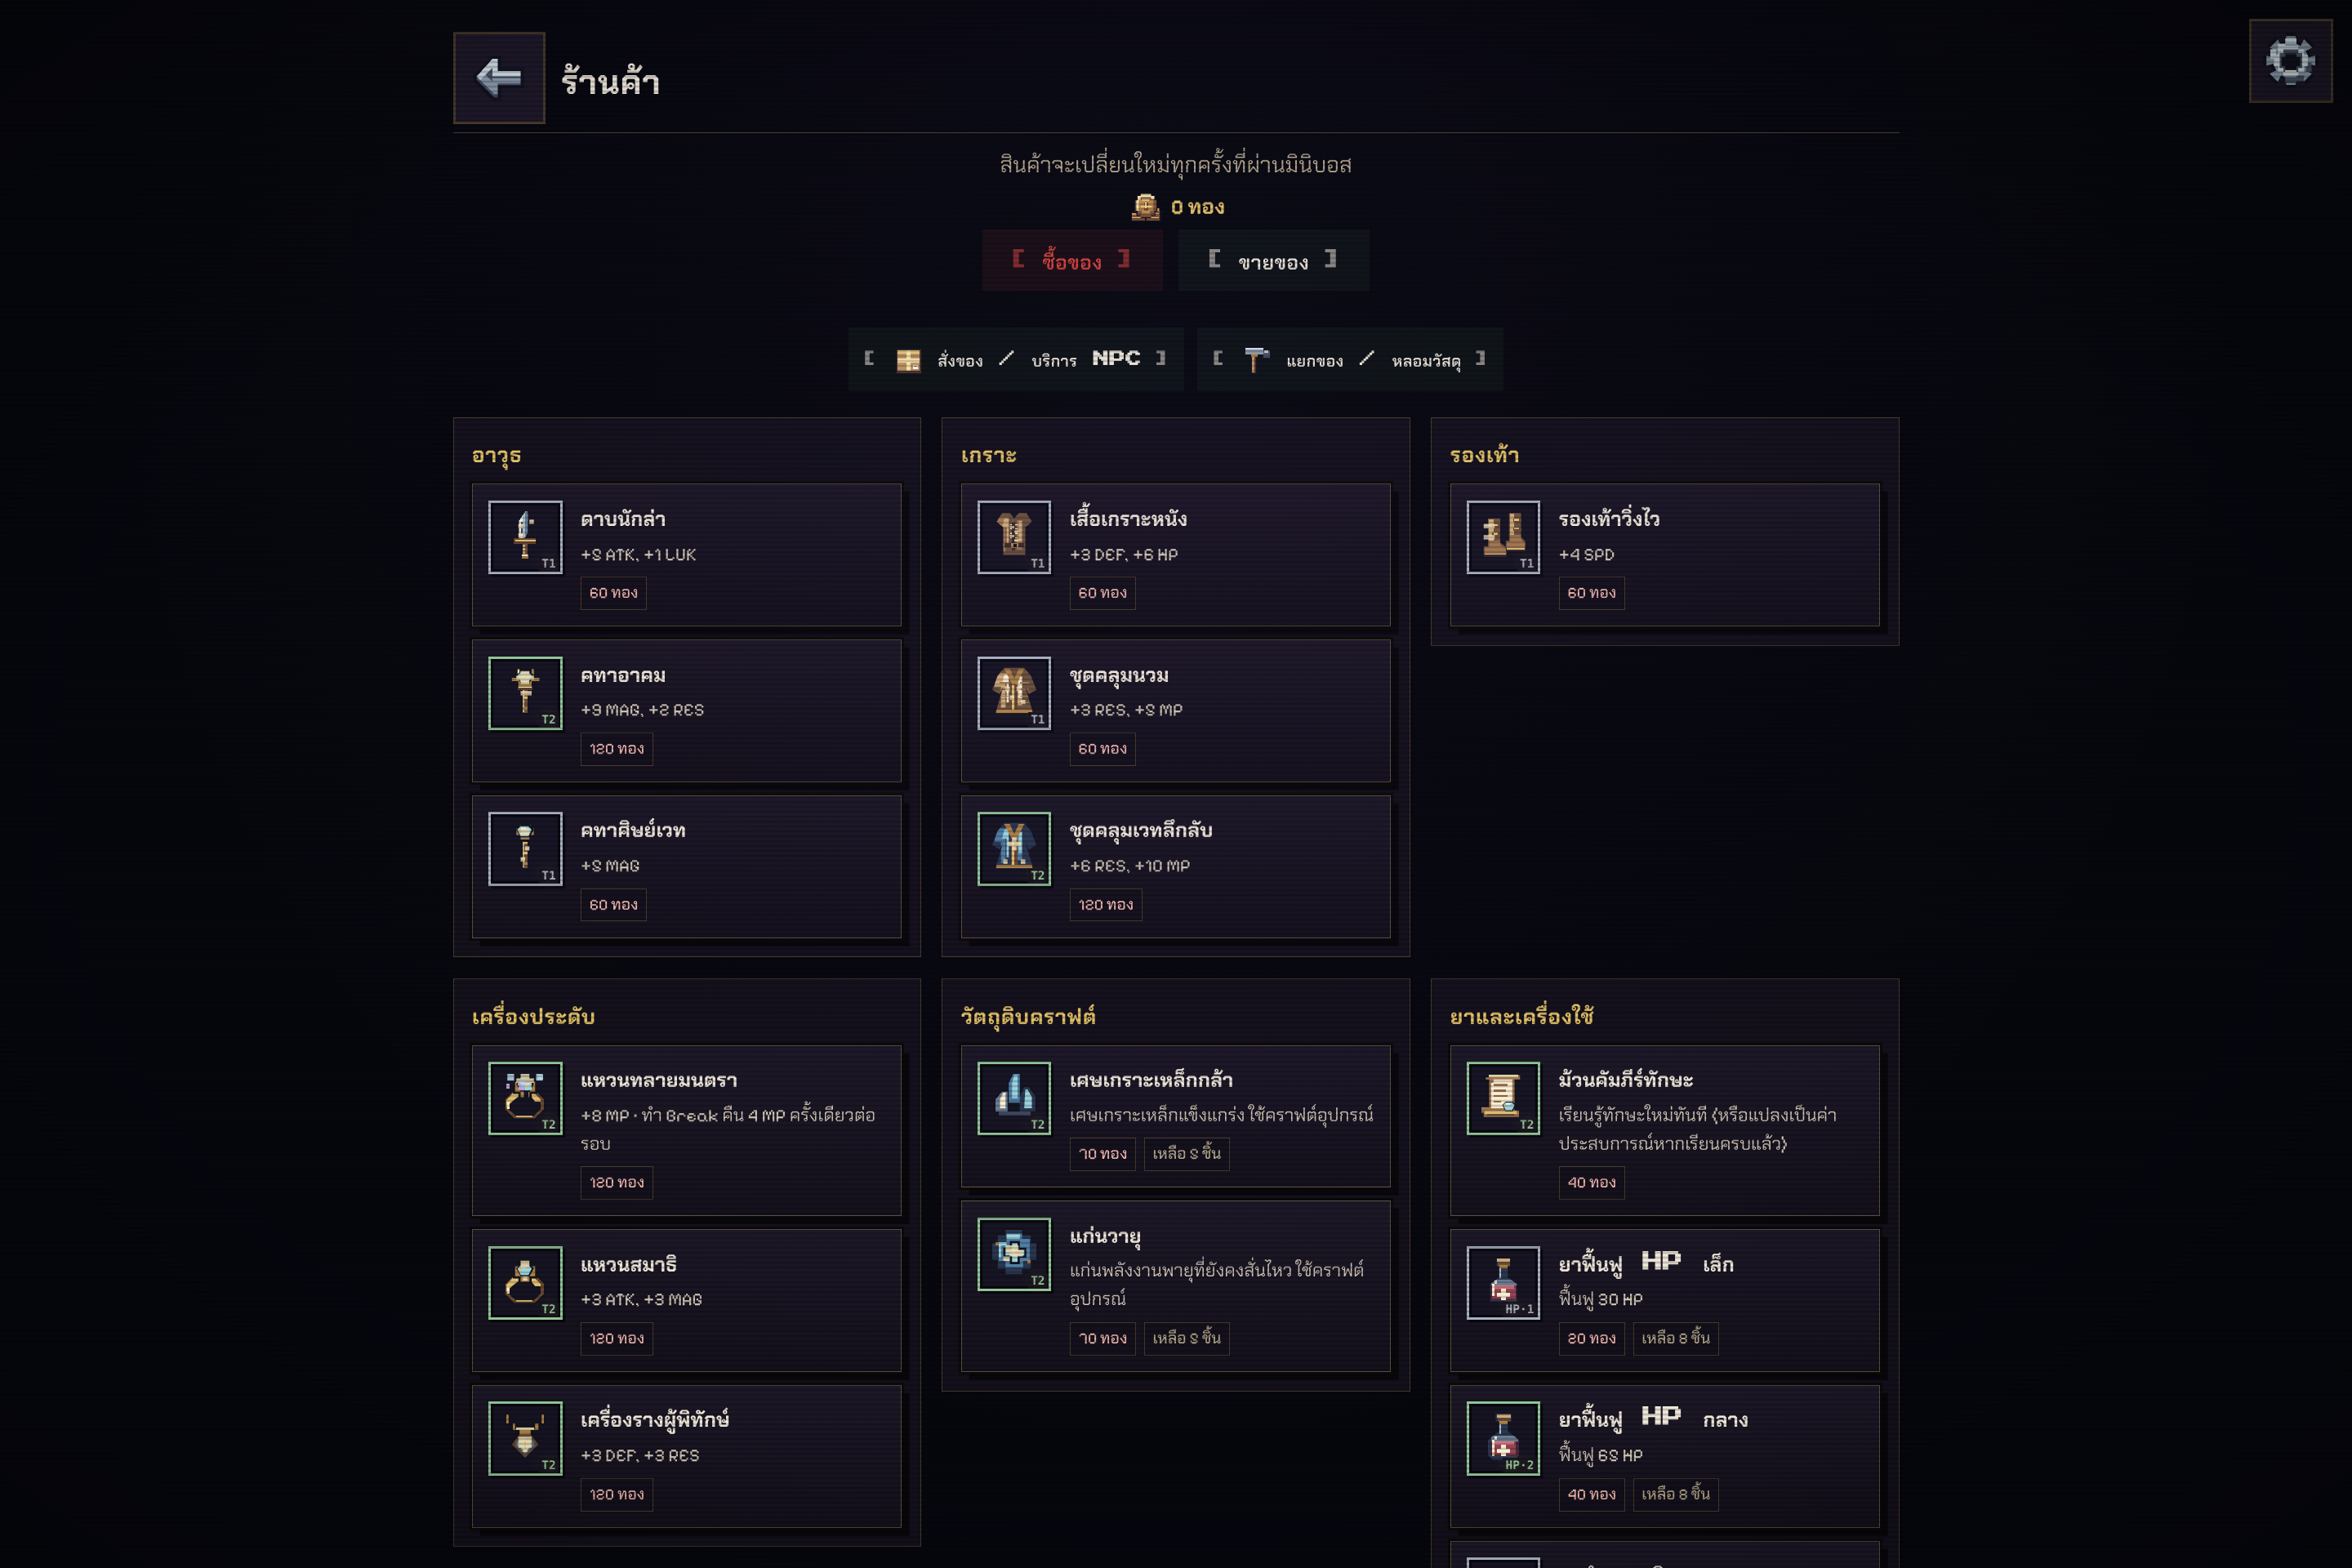 ร้านค้า
สินค้าจะเปลี่ยนใหม่ทุกครั้งที่ผ่านมินิบอส
0 ทอง
[ ซื้อของ ] [ ขายของ ]
[ สั่งของ / บริการ NPC ] [ แยกของ / หลอมวัสดุ ]
อาวุธ
T1
ดาบนักล่า
+5 ATK, +1 LUK
60 ทอง
T2
คทาอาคม
+9 MAG, +2 RES
120 ทอง
T1
คทาศิษย์เวท
+5 MAG
60 ทอง
เกราะ
T1
เสื้อเกราะหนัง
+3 DEF, +6 HP
60 ทอง
T1
ชุดคลุมนวม
+3 RES, +5 MP
60 ทอง
T2
ชุดคลุมเวทลึกลับ
+6 RES, +10 MP
120 ทอง
รองเท้า
T1
รองเท้าวิ่งไว
+4 SPD
60 ทอง
เครื่องประดับ
T2
แหวนทลายมนตรา
+8 MP · ทำ Break คืน 4 MP ครั้งเดียวต่อ
รอบ
120 ทอง
T2
แหวนสมาธิ
+3 ATK, +3 MAG
120 ทอง
T2
เครื่องรางผู้พิทักษ์
+3 DEF, +3 RES
120 ทอง
วัตถุดิบคราฟต์
T2
เศษเกราะเหล็กกล้า
เศษเกราะเหล็กแข็งแกร่ง ใช้คราฟต์อุปกรณ์
70 ทอง เหลือ 5 ชิ้น
T2
แก่นวายุ
แก่นพลังงานพายุที่ยังคงสั่นไหว ใช้คราฟต์
อุปกรณ์
70 ทอง เหลือ 5 ชิ้น
ยาและเครื่องใช้
T2
ม้วนคัมภีร์ทักษะ
เรียนรู้ทักษะใหม่ทันที (หรือแปลงเป็นค่า
ประสบการณ์หากเรียนครบแล้ว)
40 ทอง
HP·1
ยาฟื้นฟู HP เล็ก
ฟื้นฟู 30 HP
20 ทอง เหลือ 8 ชิ้น
HP·2
ยาฟื้นฟู HP กลาง
ฟื้นฟู 65 HP
40 ทอง เหลือ 8 ชิ้น